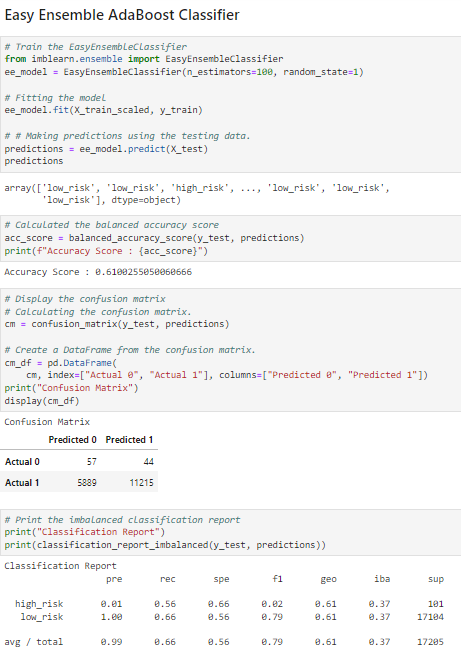 Easy Ensemble AdaBoost Classifier
# Train the EasyEnsembleClassifier
from imblearn.ensemble import EasyEnsembleClassifier
ee_model = EasyEnsembleClassifier(n_estimators=100, random_state=1)
# Fitting the model
ee_model.fit(X_train_scaled, y_train)
# # Making predictions using the testing data.
predictions = ee_model.predict(X_test)
predictions
array(['low_risk', 'low_risk', 'high_risk', ..., 'low_risk', 'low_risk',
'low_risk'], dtype=object)
# Calculated the balanced accuracy score
acc_score = balanced_accuracy_score(y_test, predictions)
print(f"Accuracy Score : {acc_score}")
Accuracy Score : 0.6100255050060666
# Display the confusion matrix
# Calculating the confusion matrix.
cm = confusion_matrix(y_test, predictions)
# Create a DataFrame from the confusion matrix.
cm_df = pd.DataFrame(
cm, index=["Actual 0", "Actual 1"], columns=["Predicted 0", "Predicted 1"])
print("Confusion Matrix")
display(cm_df)
Confusion Matrix
Predicted 0 Predicted 1
Actual 0 57 44
Actual 1 5889 11215
# Print the imbalanced classification report
print("Classification Report")
print(classification_report_imbalanced(y_test, predictions))
Classification Report
pre rec spe f1 geo iba sup
high_risk 0.01 0.56 0.66 0.02 0.61 0.37 101
low_risk 1.00 0.66 0.56 0.79 0.61 0.37 17104
avg / total 0.99 0.66 0.56 0.79 0.61 0.37 17205